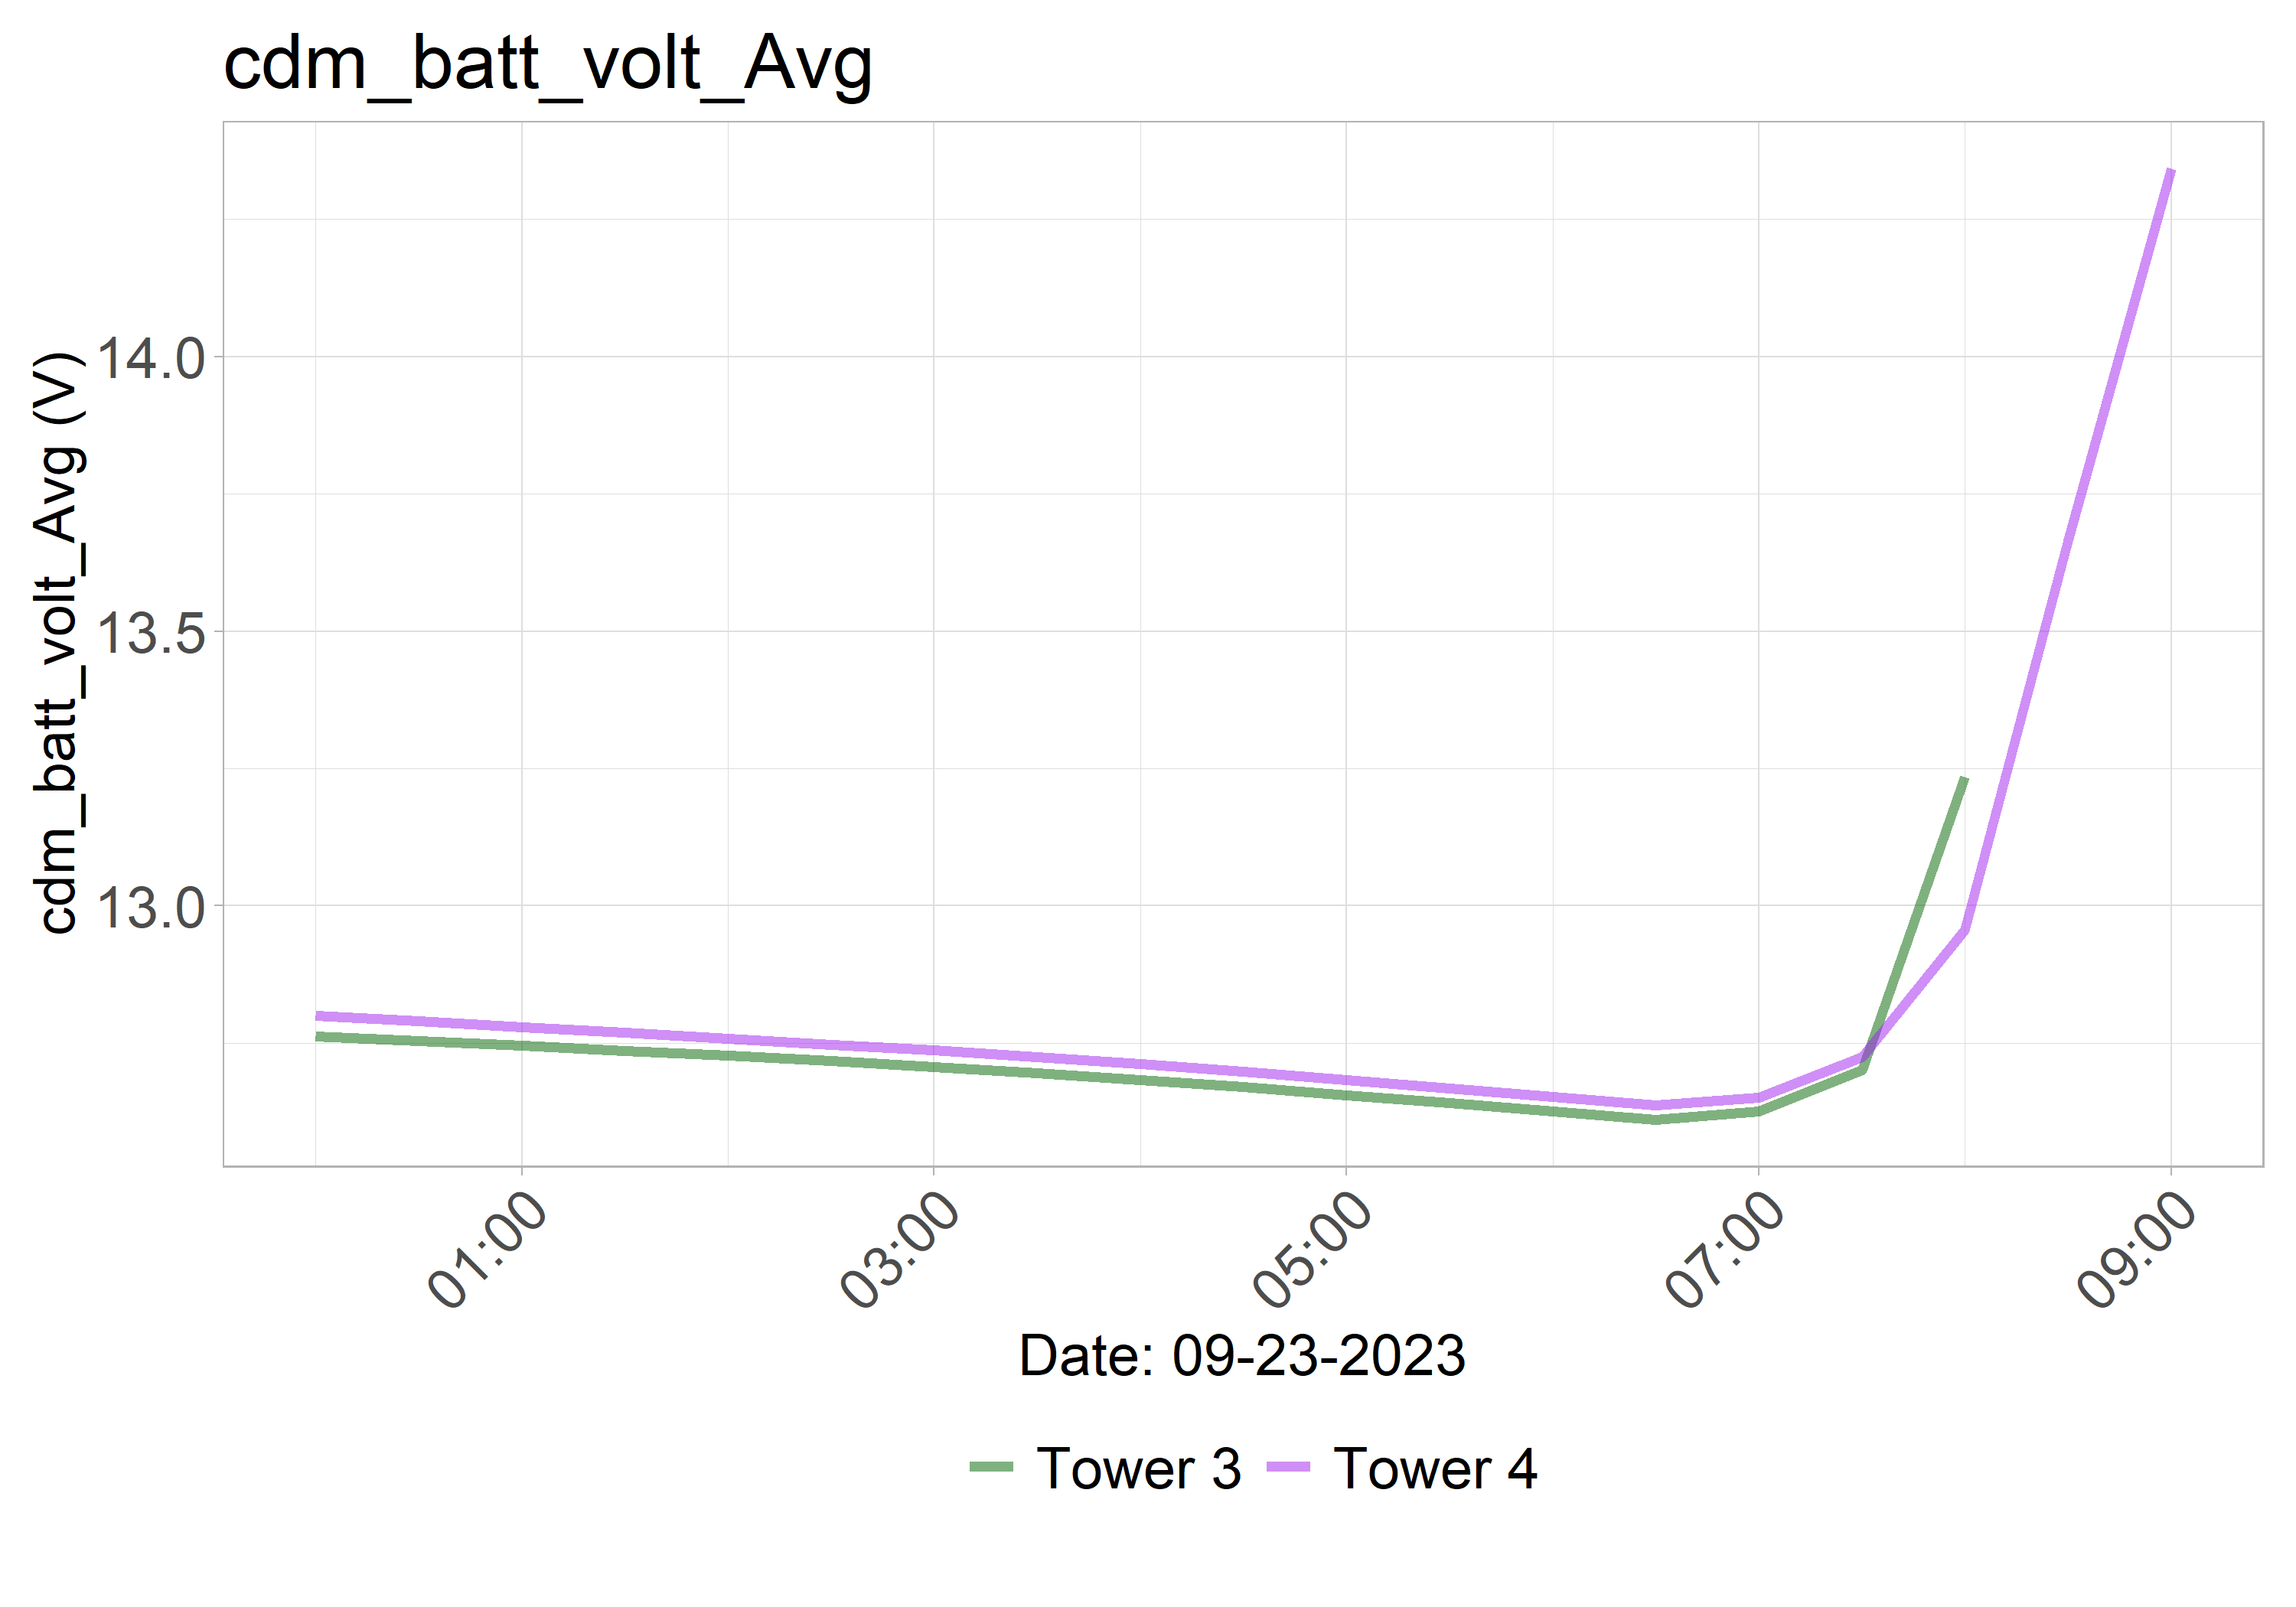 cdm_batt_volt_Avg
cdm_batt_volt_Avg (V)
14.0
13.5
13.0
01:00
03:00
05:00
07:00
09:00
Date: 09-23-2023
Tower 3
Tower 4